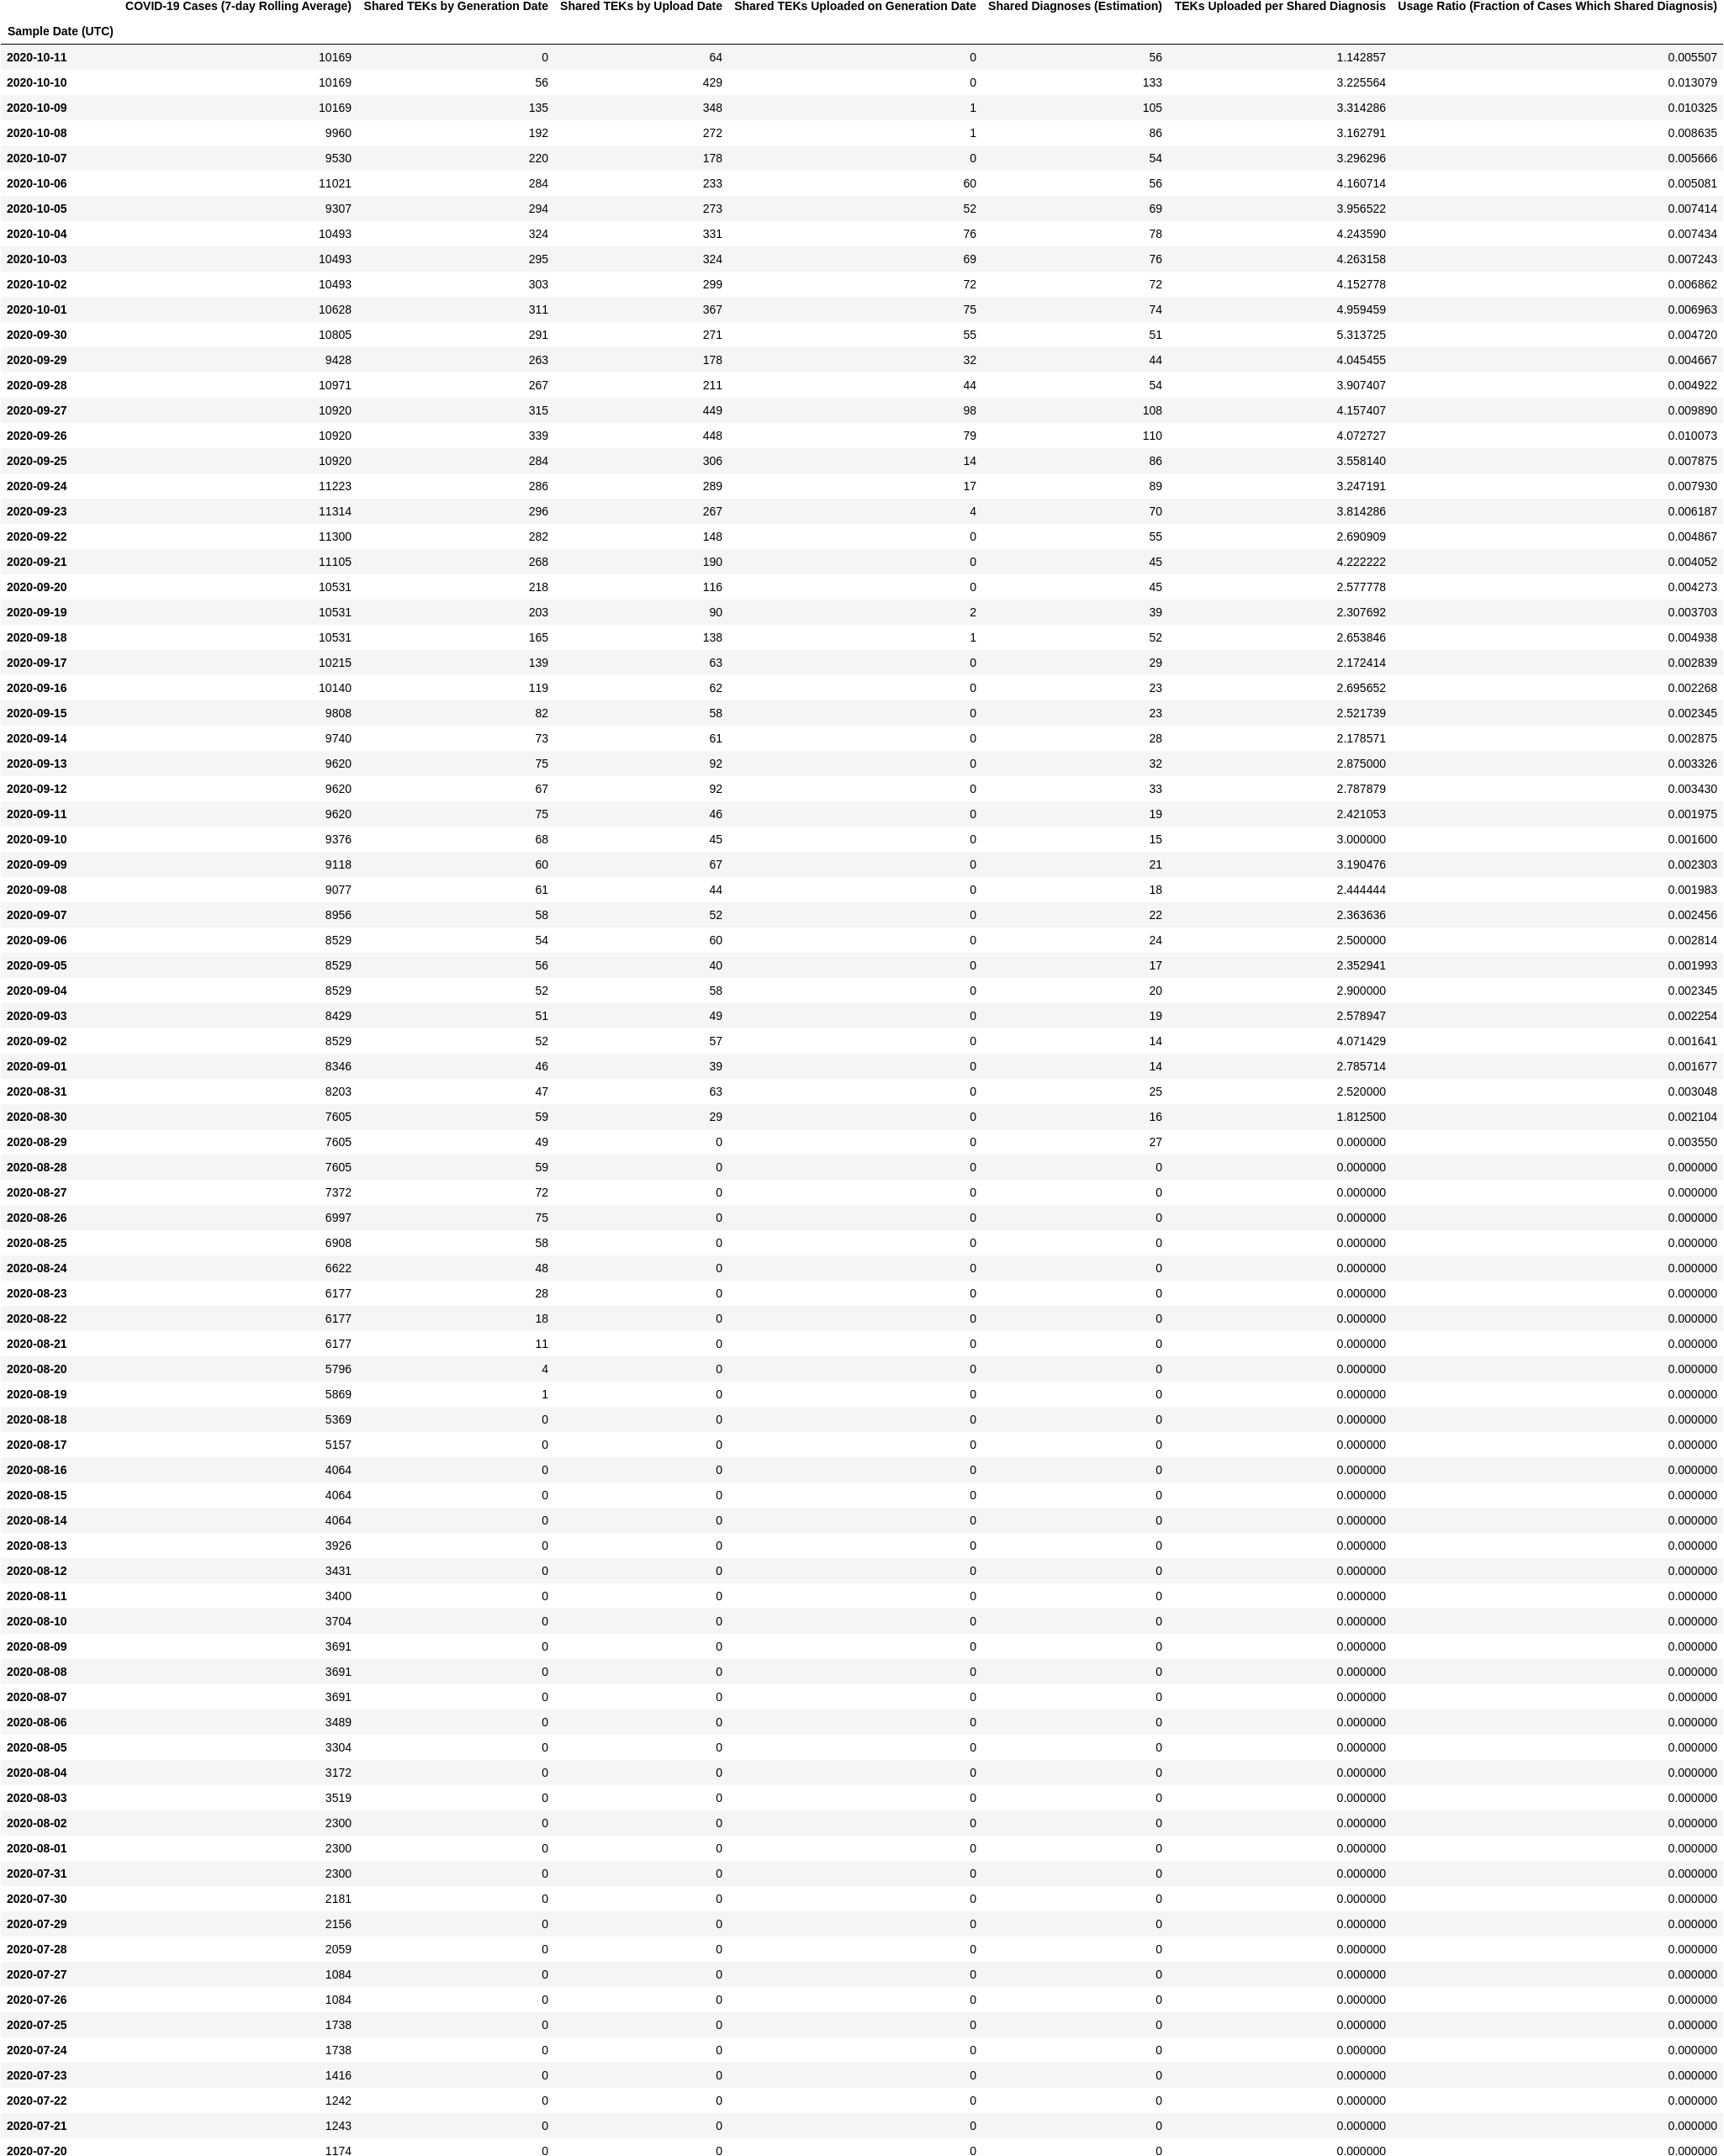 COVID-19 Cases (7-day Rolling Average) Shared TEKs by Generation Date Shared TEKs by Upload Date Shared TEKs Uploaded on Generation Date Shared Diagnoses (Estimation) TEKs Uploaded per Shared Diagnosis Usage Ratio (Fraction of Cases Which Shared Diagnosis)
Sample Date (UTC)
2020-10-11 10169 0 64 0 56 1.142857 0.005507
2020-10-10 10169 56 429 0 133 3.225564 0.013079
2020-10-09 10169 135 348 1 105 3.314286 0.010325
2020-10-08 9960 192 272 1 86 3.162791 0.008635
2020-10-07 9530 220 178 0 54 3.296296 0.005666
2020-10-06 11021 284 233 60 56 4.160714 0.005081
2020-10-05 9307 294 273 52 69 3.956522 0.007414
2020-10-04 10493 324 331 76 78 4.243590 0.007434
2020-10-03 10493 295 324 69 76 4.263158 0.007243
2020-10-02 10493 303 299 72 72 4.152778 0.006862
2020-10-01 10628 311 367 75 74 4.959459 0.006963
2020-09-30 10805 291 271 55 51 5.313725 0.004720
2020-09-29 9428 263 178 32 44 4.045455 0.004667
2020-09-28 10971 267 211 44 54 3.907407 0.004922
2020-09-27 10920 315 449 98 108 4.157407 0.009890
2020-09-26 10920 339 448 79 110 4.072727 0.010073
2020-09-25 10920 284 306 14 86 3.558140 0.007875
2020-09-24 11223 286 289 17 89 3.247191 0.007930
2020-09-23 11314 296 267 4 70 3.814286 0.006187
2020-09-22 11300 282 148 0 55 2.690909 0.004867
2020-09-21 11105 268 190 0 45 4.222222 0.004052
2020-09-20 10531 218 116 0 45 2.577778 0.004273
2020-09-19 10531 203 90 2 39 2.307692 0.003703
2020-09-18 10531 165 138 1 52 2.653846 0.004938
2020-09-17 10215 139 63 0 29 2.172414 0.002839
2020-09-16 10140 119 62 0 23 2.695652 0.002268
2020-09-15 9808 82 58 0 23 2.521739 0.002345
2020-09-14 9740 73 61 0 28 2.178571 0.002875
2020-09-13 9620 75 92 0 32 2.875000 0.003326
2020-09-12 9620 67 92 0 33 2.787879 0.003430
2020-09-11 9620 75 46 0 19 2.421053 0.001975
2020-09-10 9376 68 45 0 15 3.000000 0.001600
2020-09-09 9118 60 67 0 21 3.190476 0.002303
2020-09-08 9077 61 44 0 18 2.444444 0.001983
2020-09-07 8956 58 52 0 22 2.363636 0.002456
2020-09-06 8529 54 60 0 24 2.500000 0.002814
2020-09-05 8529 56 40 0 17 2.352941 0.001993
2020-09-04 8529 52 58 0 20 2.900000 0.002345
2020-09-03 8429 51 49 0 19 2.578947 0.002254
2020-09-02 8529 52 57 0 14 4.071429 0.001641
2020-09-01 8346 46 39 0 14 2.785714 0.001677
2020-08-31 8203 47 63 0 25 2.520000 0.003048
2020-08-30 7605 59 29 0 16 1.812500 0.002104
2020-08-29 7605 49 0 0 27 0.000000 0.003550
2020-08-28 7605 59 0 0 0 0.000000 0.000000
2020-08-27 7372 72 0 0 0 0.000000 0.000000
2020-08-26 6997 75 0 0 0 0.000000 0.000000
2020-08-25 6908 58 0 0 0 0.000000 0.000000
2020-08-24 6622 48 0 0 0 0.000000 0.000000
2020-08-23 6177 28 0 0 0 0.000000 0.000000
2020-08-22 6177 18 0 0 0 0.000000 0.000000
2020-08-21 6177 11 0 0 0 0.000000 0.000000
2020-08-20 5796 4 0 0 0 0.000000 0.000000
2020-08-19 5869 1 0 0 0 0.000000 0.000000
2020-08-18 5369 0 0 0 0 0.000000 0.000000
2020-08-17 5157 0 0 0 0 0.000000 0.000000
2020-08-16 4064 0 0 0 0 0.000000 0.000000
2020-08-15 4064 0 0 0 0 0.000000 0.000000
2020-08-14 4064 0 0 0 0 0.000000 0.000000
2020-08-13 3926 0 0 0 0 0.000000 0.000000
2020-08-12 3431 0 0 0 0 0.000000 0.000000
2020-08-11 3400 0 0 0 0 0.000000 0.000000
2020-08-10 3704 0 0 0 0 0.000000 0.000000
2020-08-09 3691 0 0 0 0 0.000000 0.000000
2020-08-08 3691 0 0 0 0 0.000000 0.000000
2020-08-07 3691 0 0 0 0 0.000000 0.000000
2020-08-06 3489 0 0 0 0 0.000000 0.000000
2020-08-05 3304 0 0 0 0 0.000000 0.000000
2020-08-04 3172 0 0 0 0 0.000000 0.000000
2020-08-03 3519 0 0 0 0 0.000000 0.000000
2020-08-02 2300 0 0 0 0 0.000000 0.000000
2020-08-01 2300 0 0 0 0 0.000000 0.000000
2020-07-31 2300 0 0 0 0 0.000000 0.000000
2020-07-30 2181 0 0 0 0 0.000000 0.000000
2020-07-29 2156 0 0 0 0 0.000000 0.000000
2020-07-28 2059 0 0 0 0 0.000000 0.000000
2020-07-27 1084 0 0 0 0 0.000000 0.000000
2020-07-26 1084 0 0 0 0 0.000000 0.000000
2020-07-25 1738 0 0 0 0 0.000000 0.000000
2020-07-24 1738 0 0 0 0 0.000000 0.000000
2020-07-23 1416 0 0 0 0 0.000000 0.000000
2020-07-22 1242 0 0 0 0 0.000000 0.000000
2020-07-21 1243 0 0 0 0 0.000000 0.000000
2020-07-20 1174 0 0 0 0 0.000000 0.000000